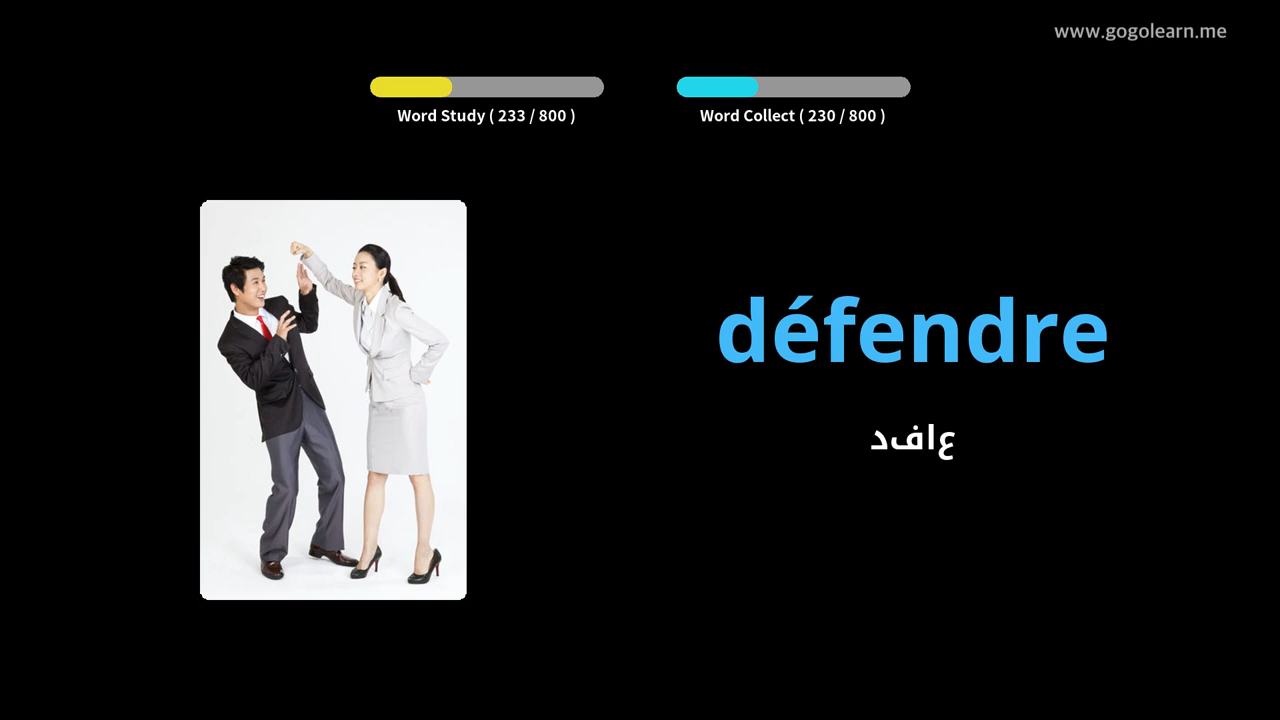 www.gogolearn.me
Word Study ( 233 / 800 )
Word Collect ( 230 / 800 )
défendre
دفاع